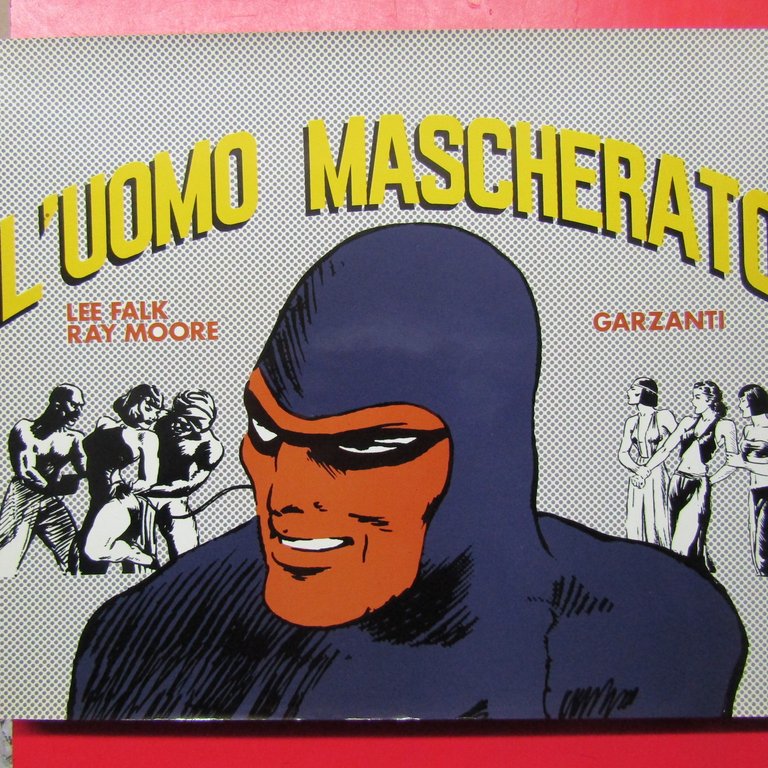 L'UOMO MASCHERATO
LEE FALK
RAY MOORE
GARZANTI